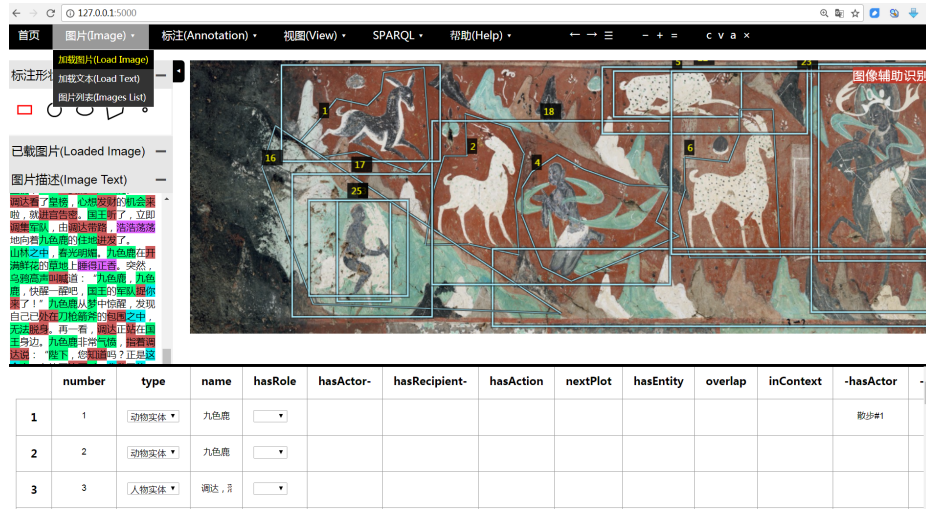 127.0.0.1:5000
首页 图片(Image) 标注(Annotation) 视图(View) SPARQL 帮助(Help) ← → ☰ − + = c v a ×
加载图片(Load Image)
加载文本(Load Text)
图片列表(Images List)
标注形
已载图片(Loaded Image)
图片描述(Image Text)
调达看了皇榜，心想发财的机会来
啦，就进宫告密。国王听了，立即
调集军队，由调达带路，浩浩荡荡
地向着九色鹿的住地进发了。
山林之中，春光明媚。九色鹿在开
满鲜花的草地上睡得正香。突然，
乌鸦高声叫喊道：“九色鹿，九色
鹿，快醒一醒吧，国王的军队捉你
来了！”九色鹿从梦中惊醒，发现
自己已处在刀枪箭斧的包围之中，
无法脱身。再一看，调达正站在国
王身边。九色鹿非常气愤，指着调
达说：“陛下，您知道吗？正是这
图像辅助识别
1
2
4
5
6
16
17
18
23
25
number type name hasRole hasActor- hasRecipient- hasAction nextPlot hasEntity overlap inContext -hasActor
1 1 动物实体 九色鹿 散步#1
2 2 动物实体 九色鹿
3 3 人物实体 调达，